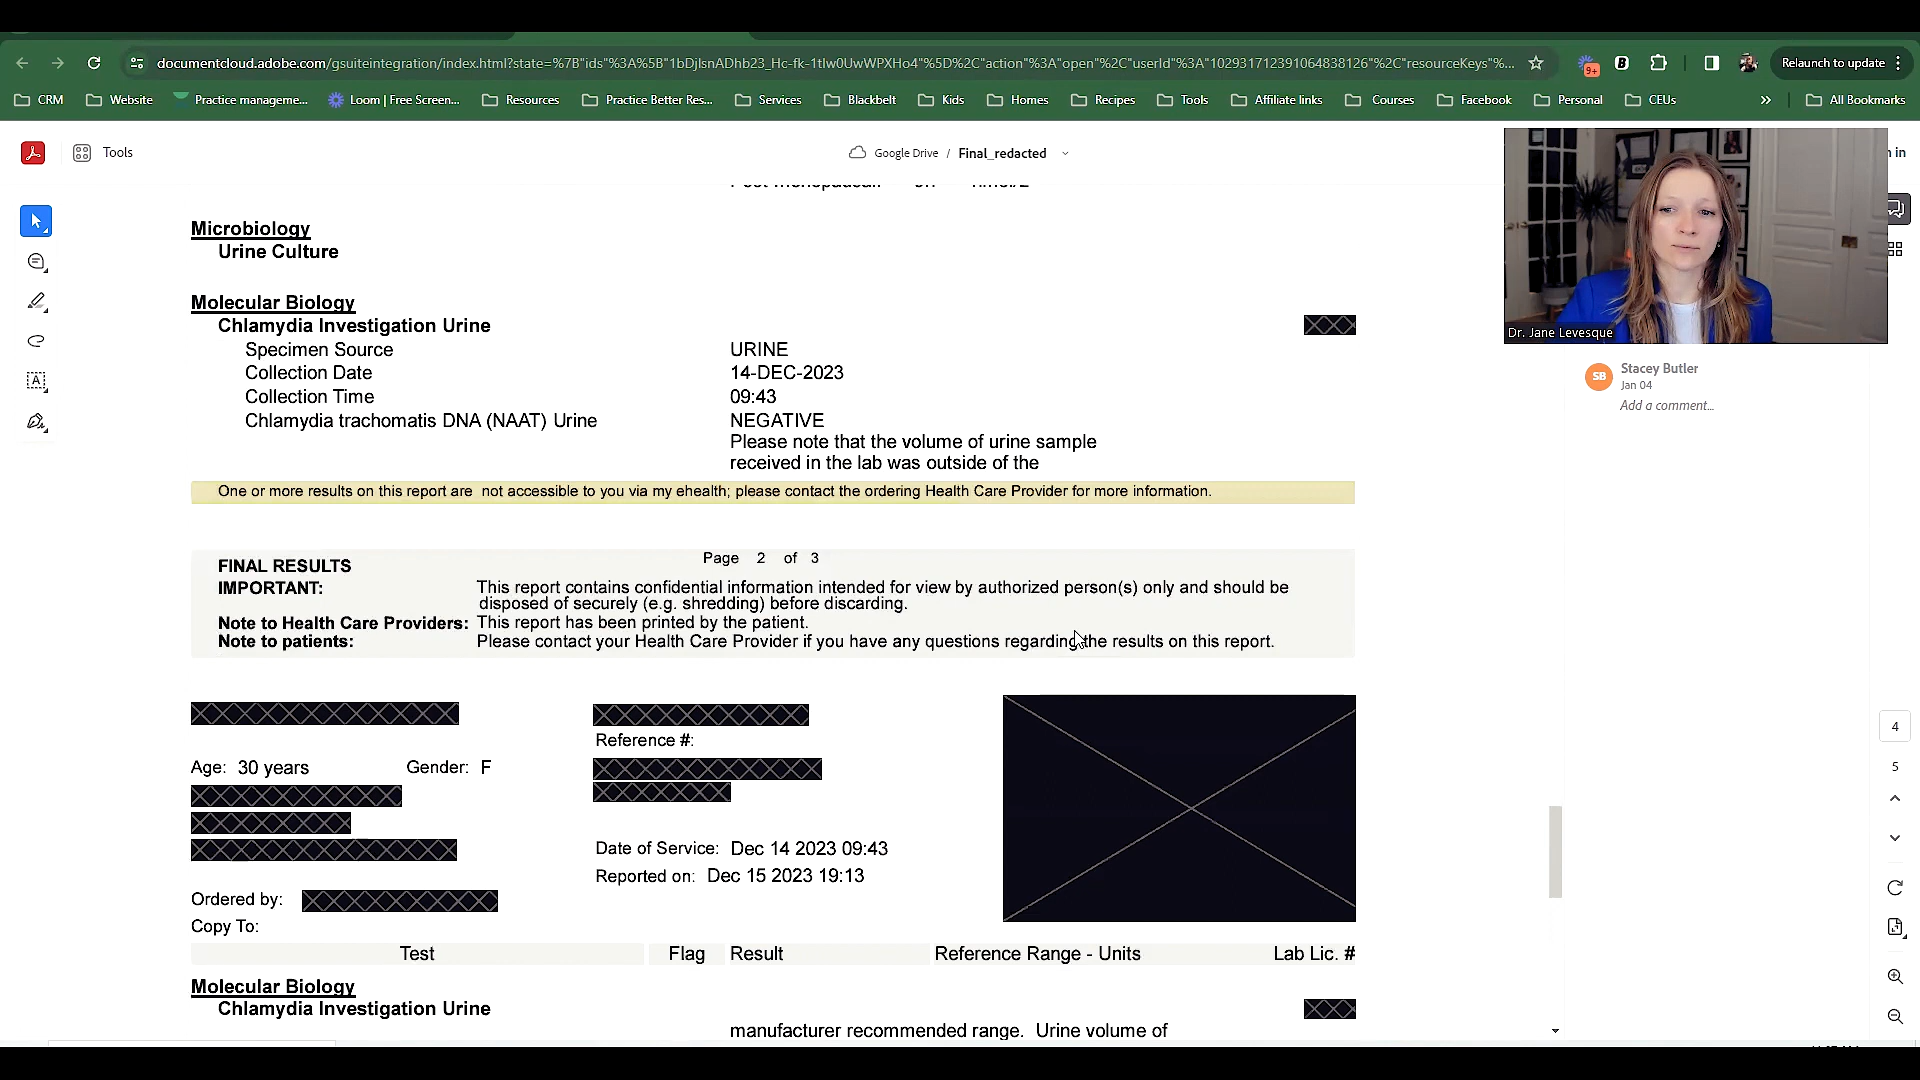 documentcloud.adobe.com/gsuiteintegration/index.html?state=%7B"ids"%3A%5B"1bDjlsnADhb23_Hc-fk-1tIw0UwWPXHo4"%5D%2C"action"%3A"open"%2C"userId"%3A"102931712391064838126"%2C"resourceKeys"%...
9+
Relaunch to update
CRM
Website
Practice manageme...
Loom | Free Screen...
Resources
Practice Better Res...
Services
Blackbelt
Kids
Homes
Recipes
Tools
Affiliate links
Courses
Facebook
Personal
CEUs
All Bookmarks
Tools
Google Drive / Final_redacted
n in
Microbiology
Urine Culture
Molecular Biology
Chlamydia Investigation Urine
Specimen Source URINE
Collection Date 14-DEC-2023
Collection Time 09:43
Chlamydia trachomatis DNA (NAAT) Urine NEGATIVE
Please note that the volume of urine sample
received in the lab was outside of the
One or more results on this report are not accessible to you via my ehealth; please contact the ordering Health Care Provider for more information.
Page 2 of 3
FINAL RESULTS
IMPORTANT: This report contains confidential information intended for view by authorized person(s) only and should be
disposed of securely (e.g. shredding) before discarding.
Note to Health Care Providers: This report has been printed by the patient.
Note to patients: Please contact your Health Care Provider if you have any questions regarding the results on this report.
Reference #:
Age: 30 years Gender: F
Date of Service: Dec 14 2023 09:43
Reported on: Dec 15 2023 19:13
Ordered by:
Copy To:
Test Flag Result Reference Range - Units Lab Lic. #
Molecular Biology
Chlamydia Investigation Urine
manufacturer recommended range. Urine volume of
Dr. Jane Levesque
SB
Stacey Butler
Jan 04
Add a comment...
4
5